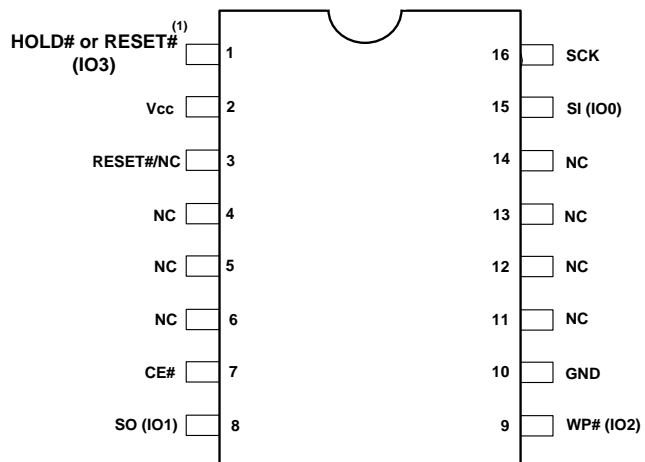 HOLD# or RESET# (1) 1 16 SCK
(IO3)
Vcc 2 15 SI (IO0)
RESET#/NC 3 14 NC
NC 4 13 NC
NC 5 12 NC
NC 6 11 NC
CE# 7 10 GND
SO (IO1) 8 9 WP# (IO2)